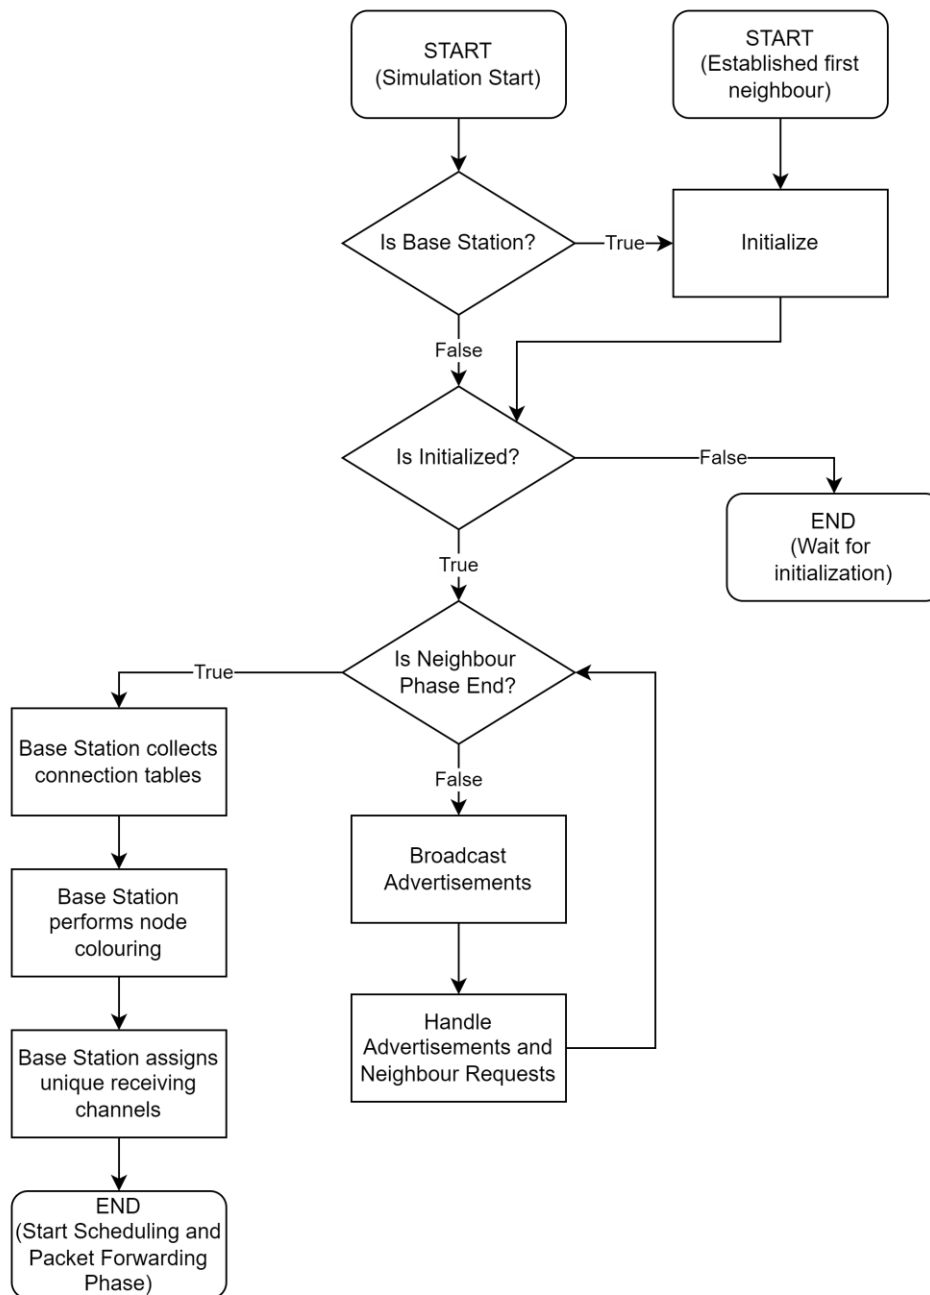 START
(Simulation Start)
START
(Established first
neighbour)
Is Base Station?
True
Initialize
False
Is Initialized?
False
END
(Wait for
initialization)
True
Is Neighbour
Phase End?
True
Base Station collects
connection tables
False
Broadcast
Advertisements
Base Station
performs node
colouring
Handle
Advertisements and
Neighbour Requests
Base Station assigns
unique receiving
channels
END
(Start Scheduling and
Packet Forwarding
Phase)